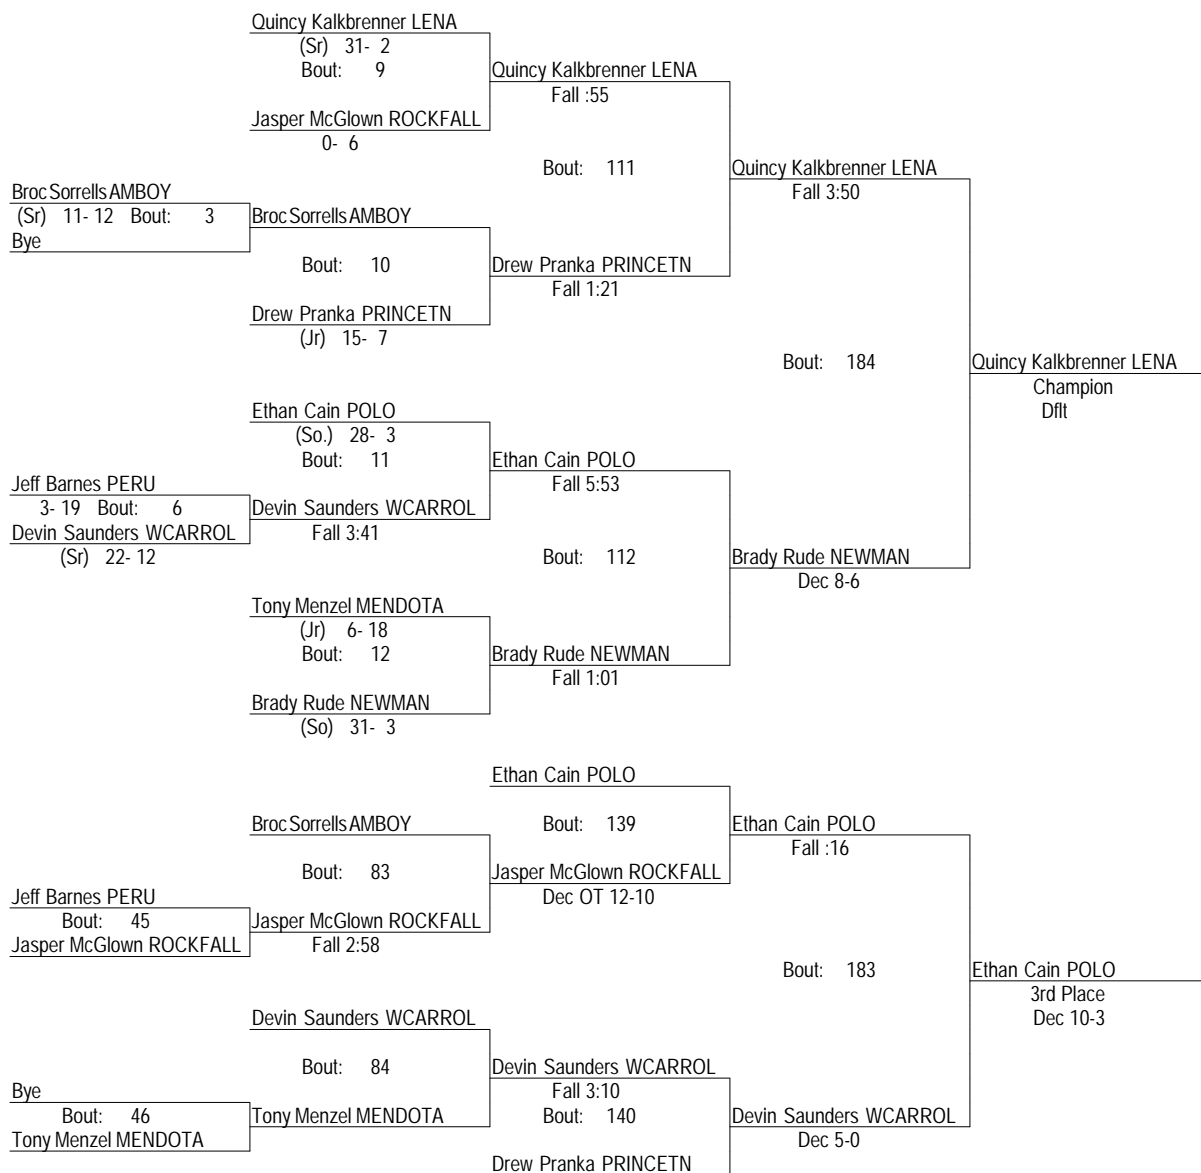 Quincy Kalkbrenner LENA
(Sr) 31- 2
Bout: 9
Quincy Kalkbrenner LENA
Fall :55
Jasper McGlown ROCKFALL
0- 6
Bout: 111
Quincy Kalkbrenner LENA
Fall 3:50
Broc Sorrells AMBOY
(Sr) 11- 12 Bout: 3
Bye
Broc Sorrells AMBOY
Bout: 10
Drew Pranka PRINCETN
Fall 1:21
Drew Pranka PRINCETN
(Jr) 15- 7
Bout: 184
Quincy Kalkbrenner LENA
Champion
Dflt
Ethan Cain POLO
(So.) 28- 3
Bout: 11
Ethan Cain POLO
Fall 5:53
Jeff Barnes PERU
3- 19 Bout: 6
Devin Saunders WCARROL
(Sr) 22- 12
Devin Saunders WCARROL
Fall 3:41
Bout: 112
Brady Rude NEWMAN
Dec 8-6
Tony Menzel MENDOTA
(Jr) 6- 18
Bout: 12
Brady Rude NEWMAN
Fall 1:01
Brady Rude NEWMAN
(So) 31- 3
Ethan Cain POLO
Broc Sorrells AMBOY
Bout: 139
Ethan Cain POLO
Fall :16
Bout: 83
Jasper McGlown ROCKFALL
Dec OT 12-10
Jeff Barnes PERU
Bout: 45
Jasper McGlown ROCKFALL
Jasper McGlown ROCKFALL
Fall 2:58
Bout: 183
Ethan Cain POLO
3rd Place
Dec 10-3
Devin Saunders WCARROL
Bout: 84
Devin Saunders WCARROL
Fall 3:10
Bye
Bout: 46
Tony Menzel MENDOTA
Tony Menzel MENDOTA
Bout: 140
Devin Saunders WCARROL
Dec 5-0
Drew Pranka PRINCETN